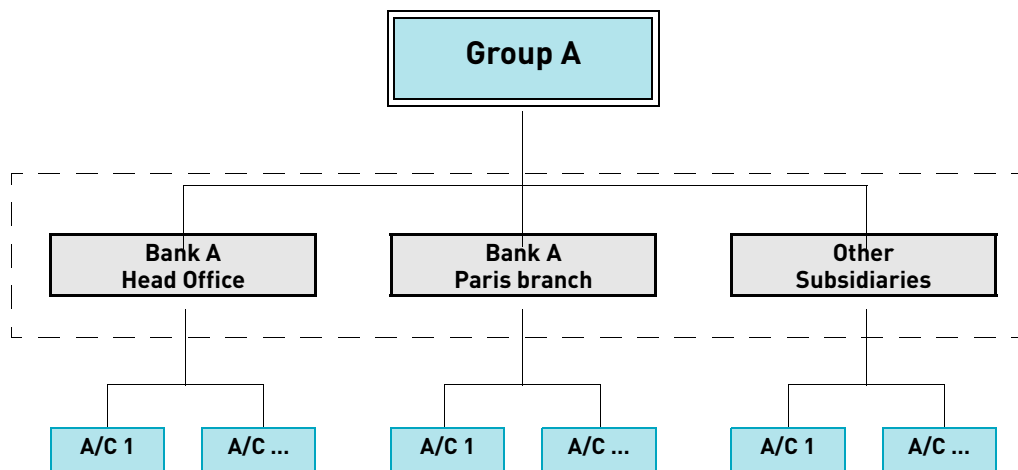 Group A
Bank A
Head Office
Bank A
Paris branch
Other
Subsidiaries
A/C 1
A/C ...
A/C 1
A/C ...
A/C 1
A/C ...